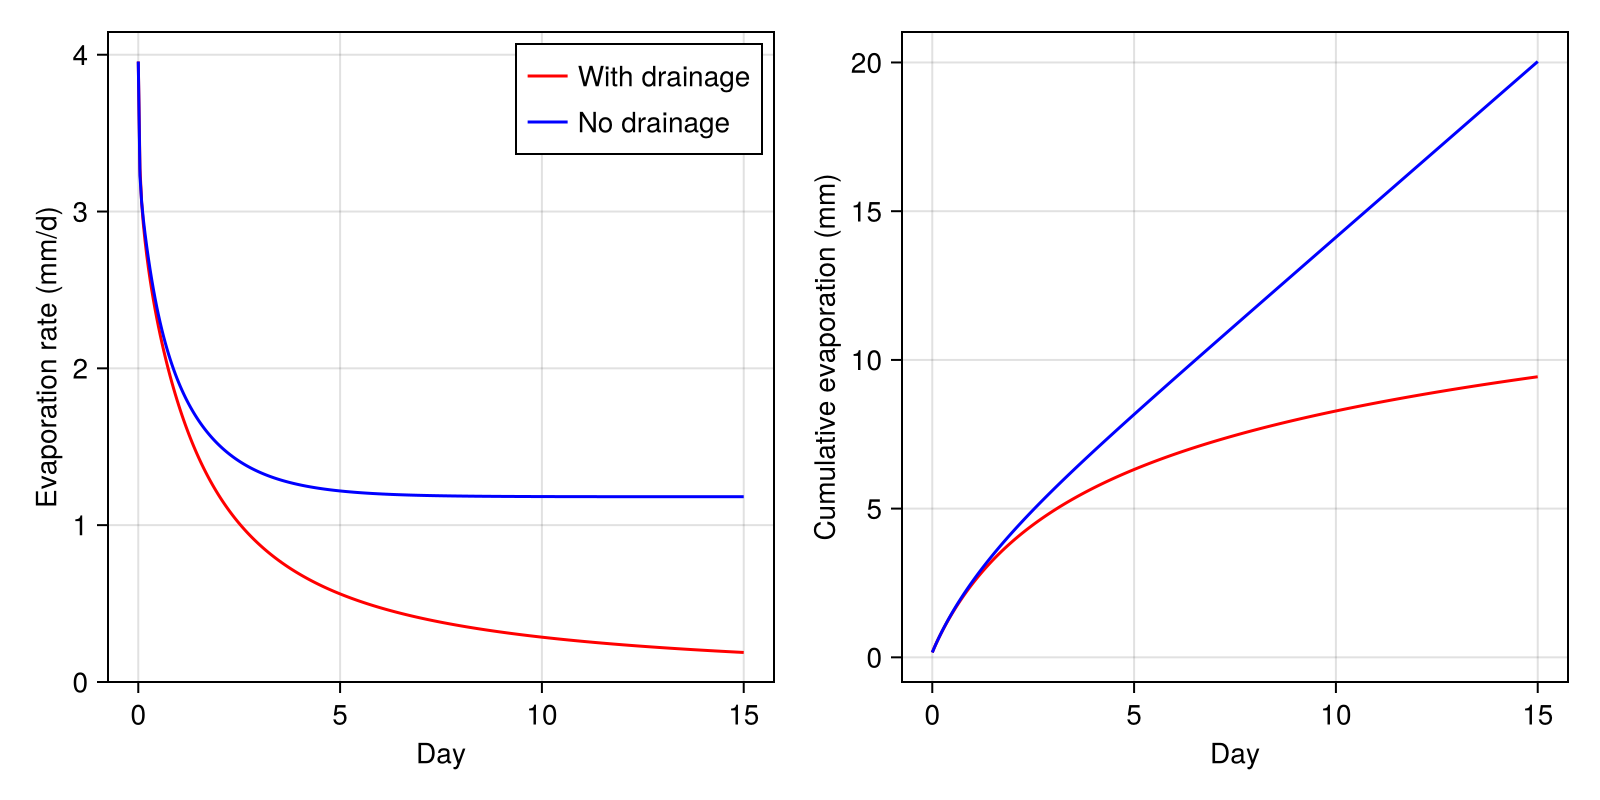 4
3
2
1
0
Evaporation rate (mm/d)
With drainage
No drainage
0 5 10 15
Day
20
15
10
5
0
Cumulative evaporation (mm)
0 5 10 15
Day